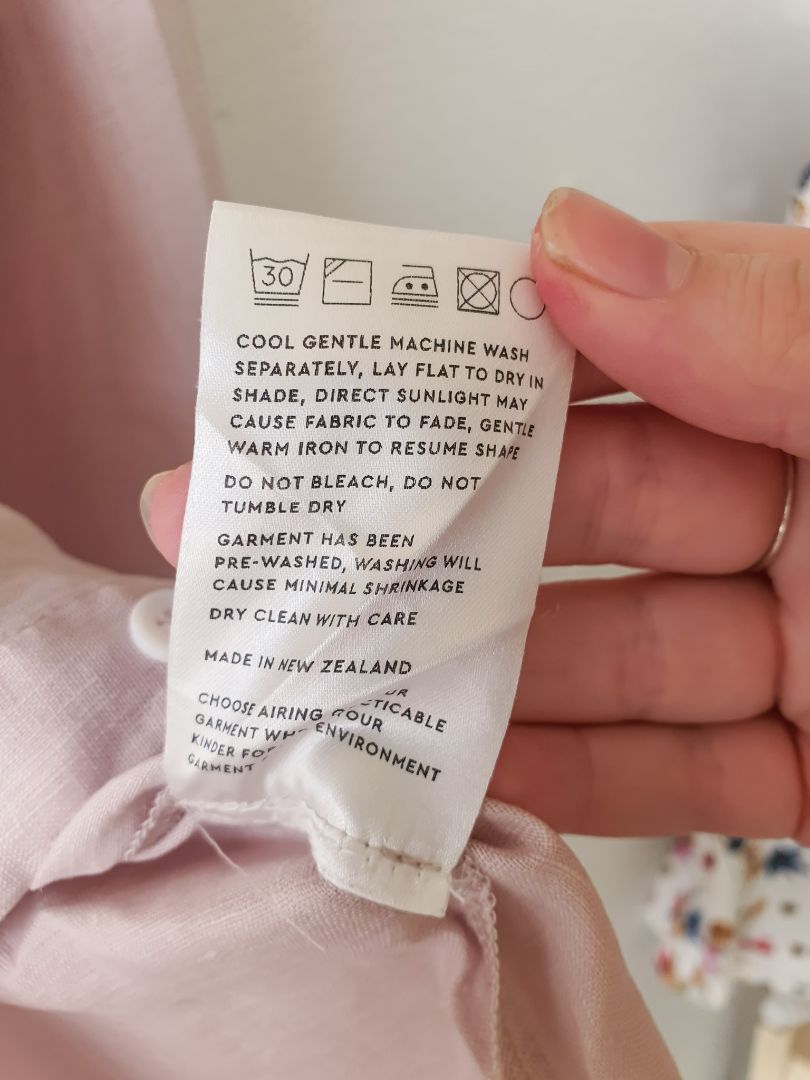 30
COOL GENTLE MACHINE WASH
SEPARATELY, LAY FLAT TO DRY IN
SHADE, DIRECT SUNLIGHT MAY
CAUSE FABRIC TO FADE, GENTLE
WARM IRON TO RESUME SHAPE
DO NOT BLEACH, DO NOT
TUMBLE DRY
GARMENT HAS BEEN
PRE-WASHED, WASHING WILL
CAUSE MINIMAL SHRINKAGE
DRY CLEAN WITH CARE
MADE IN NEW ZEALAND
CHOOSE AIRING
GARMENT
KINDER ENVIRONMENT
GARMENT